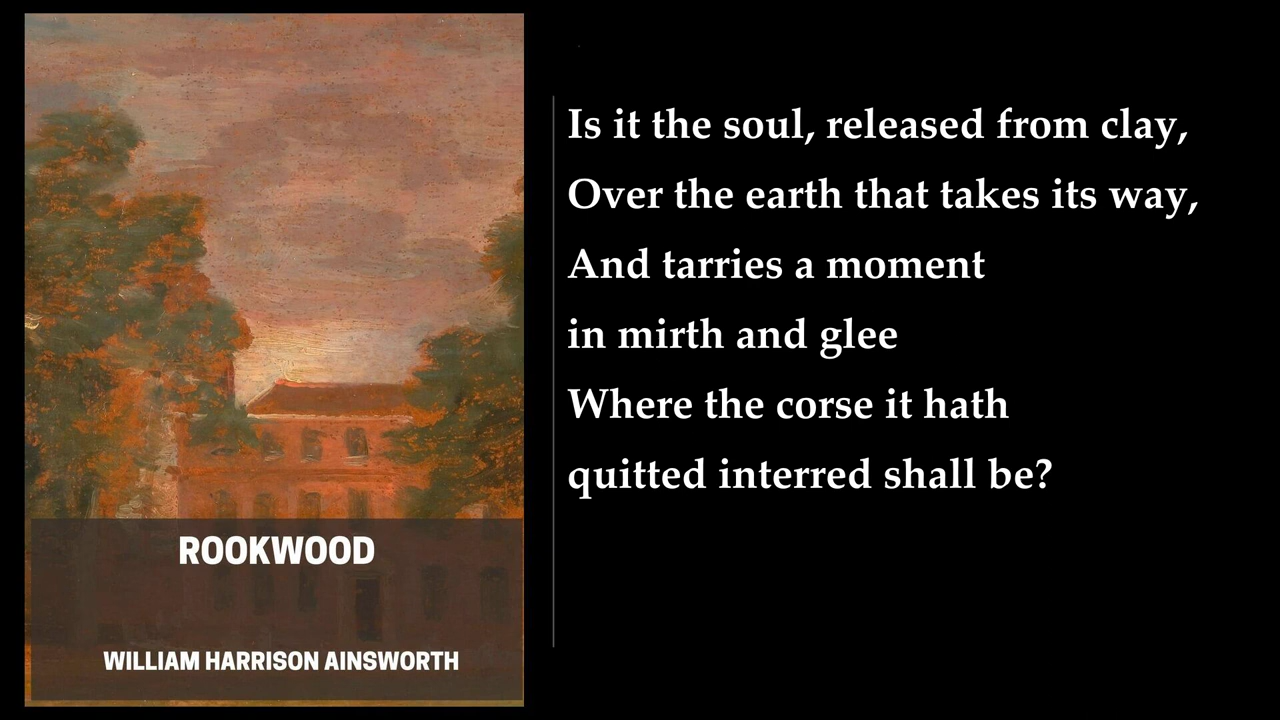 ROOKWOOD
WILLIAM HARRISON AINSWORTH
Is it the soul, released from clay,
Over the earth that takes its way,
And tarries a moment
in mirth and glee
Where the corse it hath
quitted interred shall be?